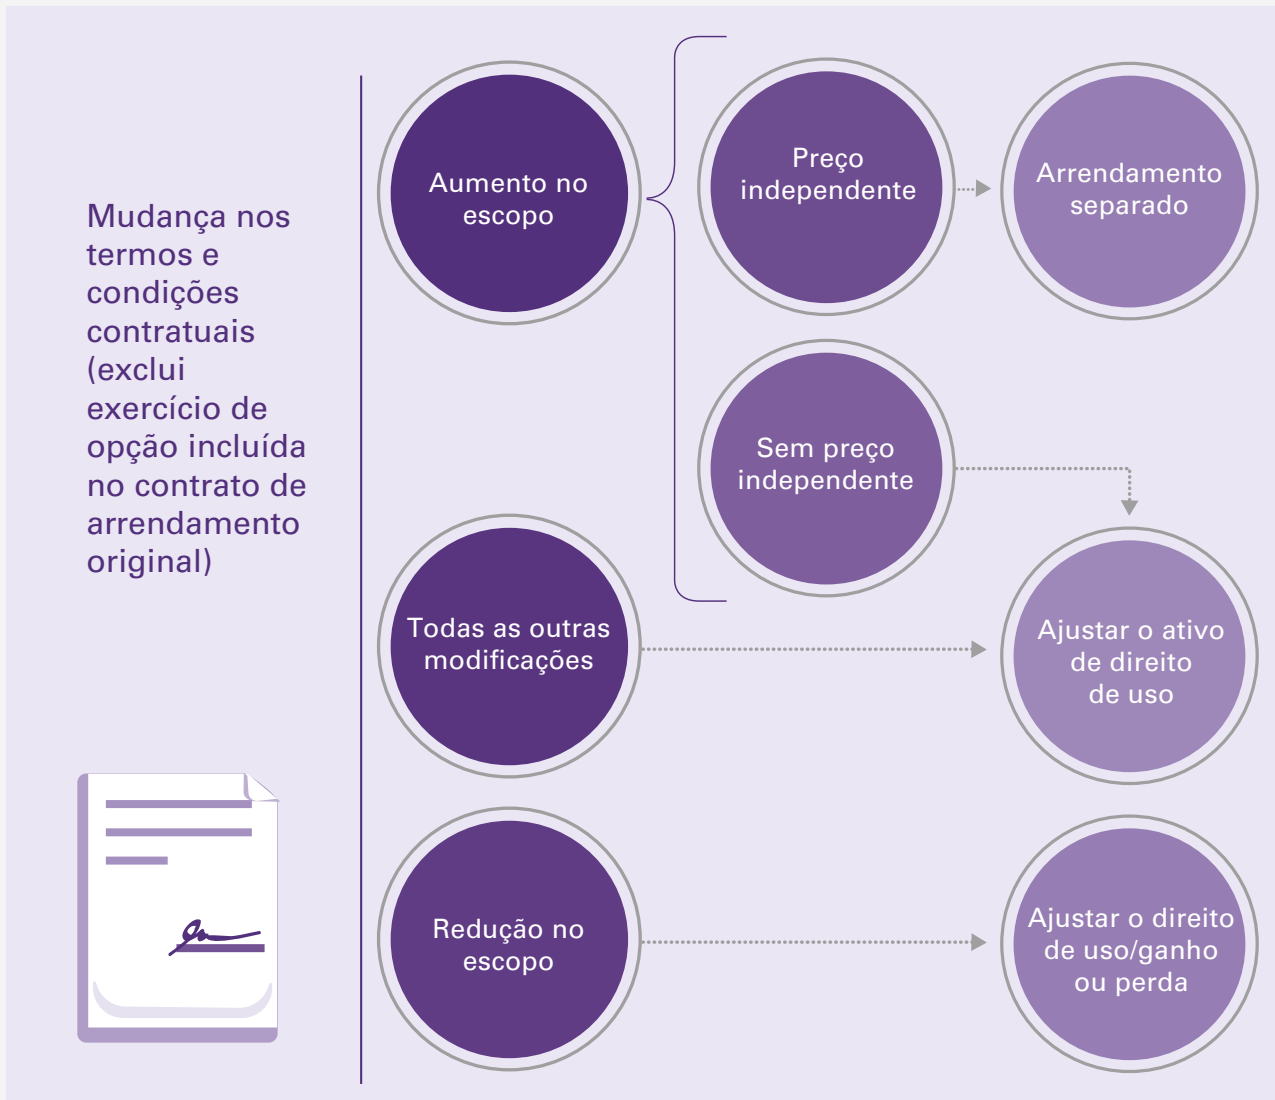 Mudança nos
termos e
condições
contratuais
(exclui
exercício de
opção incluída
no contrato de
arrendamento
original)
Aumento no
escopo
Preço
independente
Arrendamento
separado
Sem preço
independente
Todas as outras
modificações
Ajustar o ativo
de direito
de uso
Redução no
escopo
Ajustar o direito
de uso/ganho
ou perda